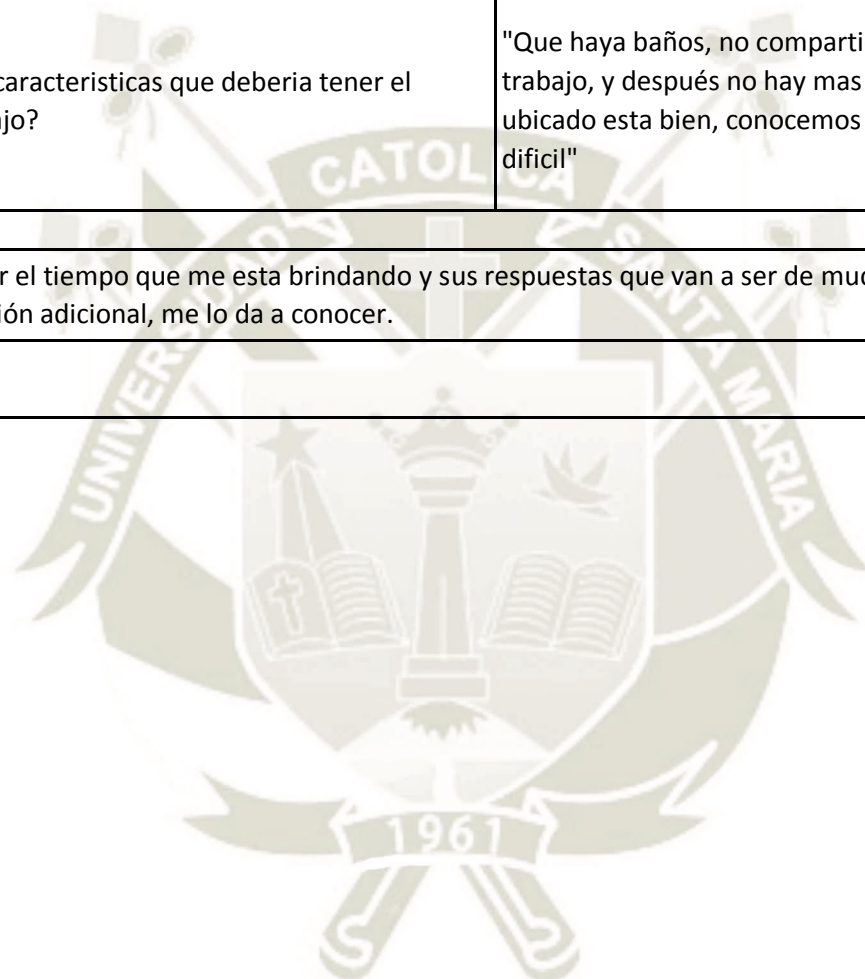 caracteristicas que deberia tener el
jo?
"Que haya baños, no comparti
trabajo, y después no hay mas
ubicado esta bien, conocemos
dificil"
r el tiempo que me esta brindando y sus respuestas que van a ser de muc
ión adicional, me lo da a conocer.
UNIVERSIDAD CATOLICA SANTA MARIA
1961